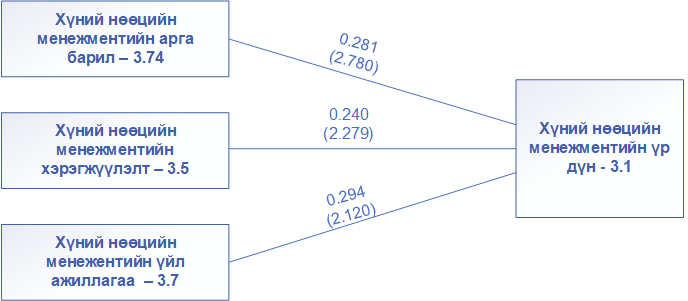 Хүний нөөцийн
менежментийн арга
барил – 3.74
0.281
(2.780)
Хүний нөөцийн
менежментийн
хэрэгжүүлэлт – 3.5
0.240
(2.279)
Хүний нөөцийн
менежментийн үр
дүн - 3.1
Хүний нөөцийн
менежентийн үйл
ажиллагаа – 3.7
0.294
(2.120)